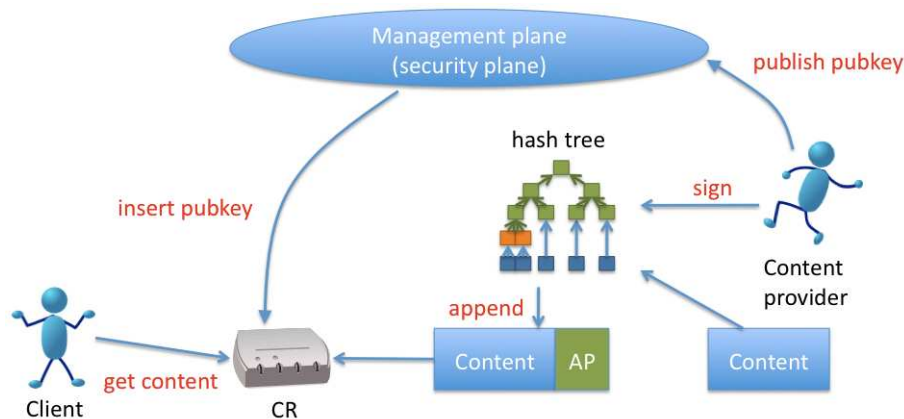 Management plane
(security plane)
publish pubkey
hash tree
sign
insert pubkey
Content
provider
append
Content
AP
Content
get content
Client
CR